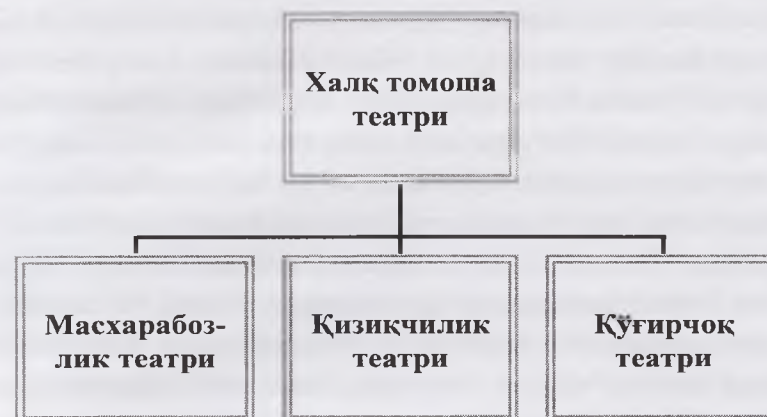 Халқ томоша
театри
Масхарабоз-
лик театри
Қизиқчилик
театри
Қўғирчоқ
театри